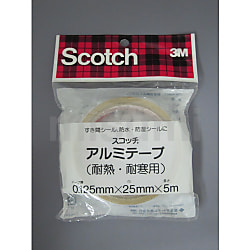 Scotch 3M
すき間シール、防水・防湿シールに
スコッチ
アルミテープ
(耐熱・耐寒用)
0.125mm×25mm×5m